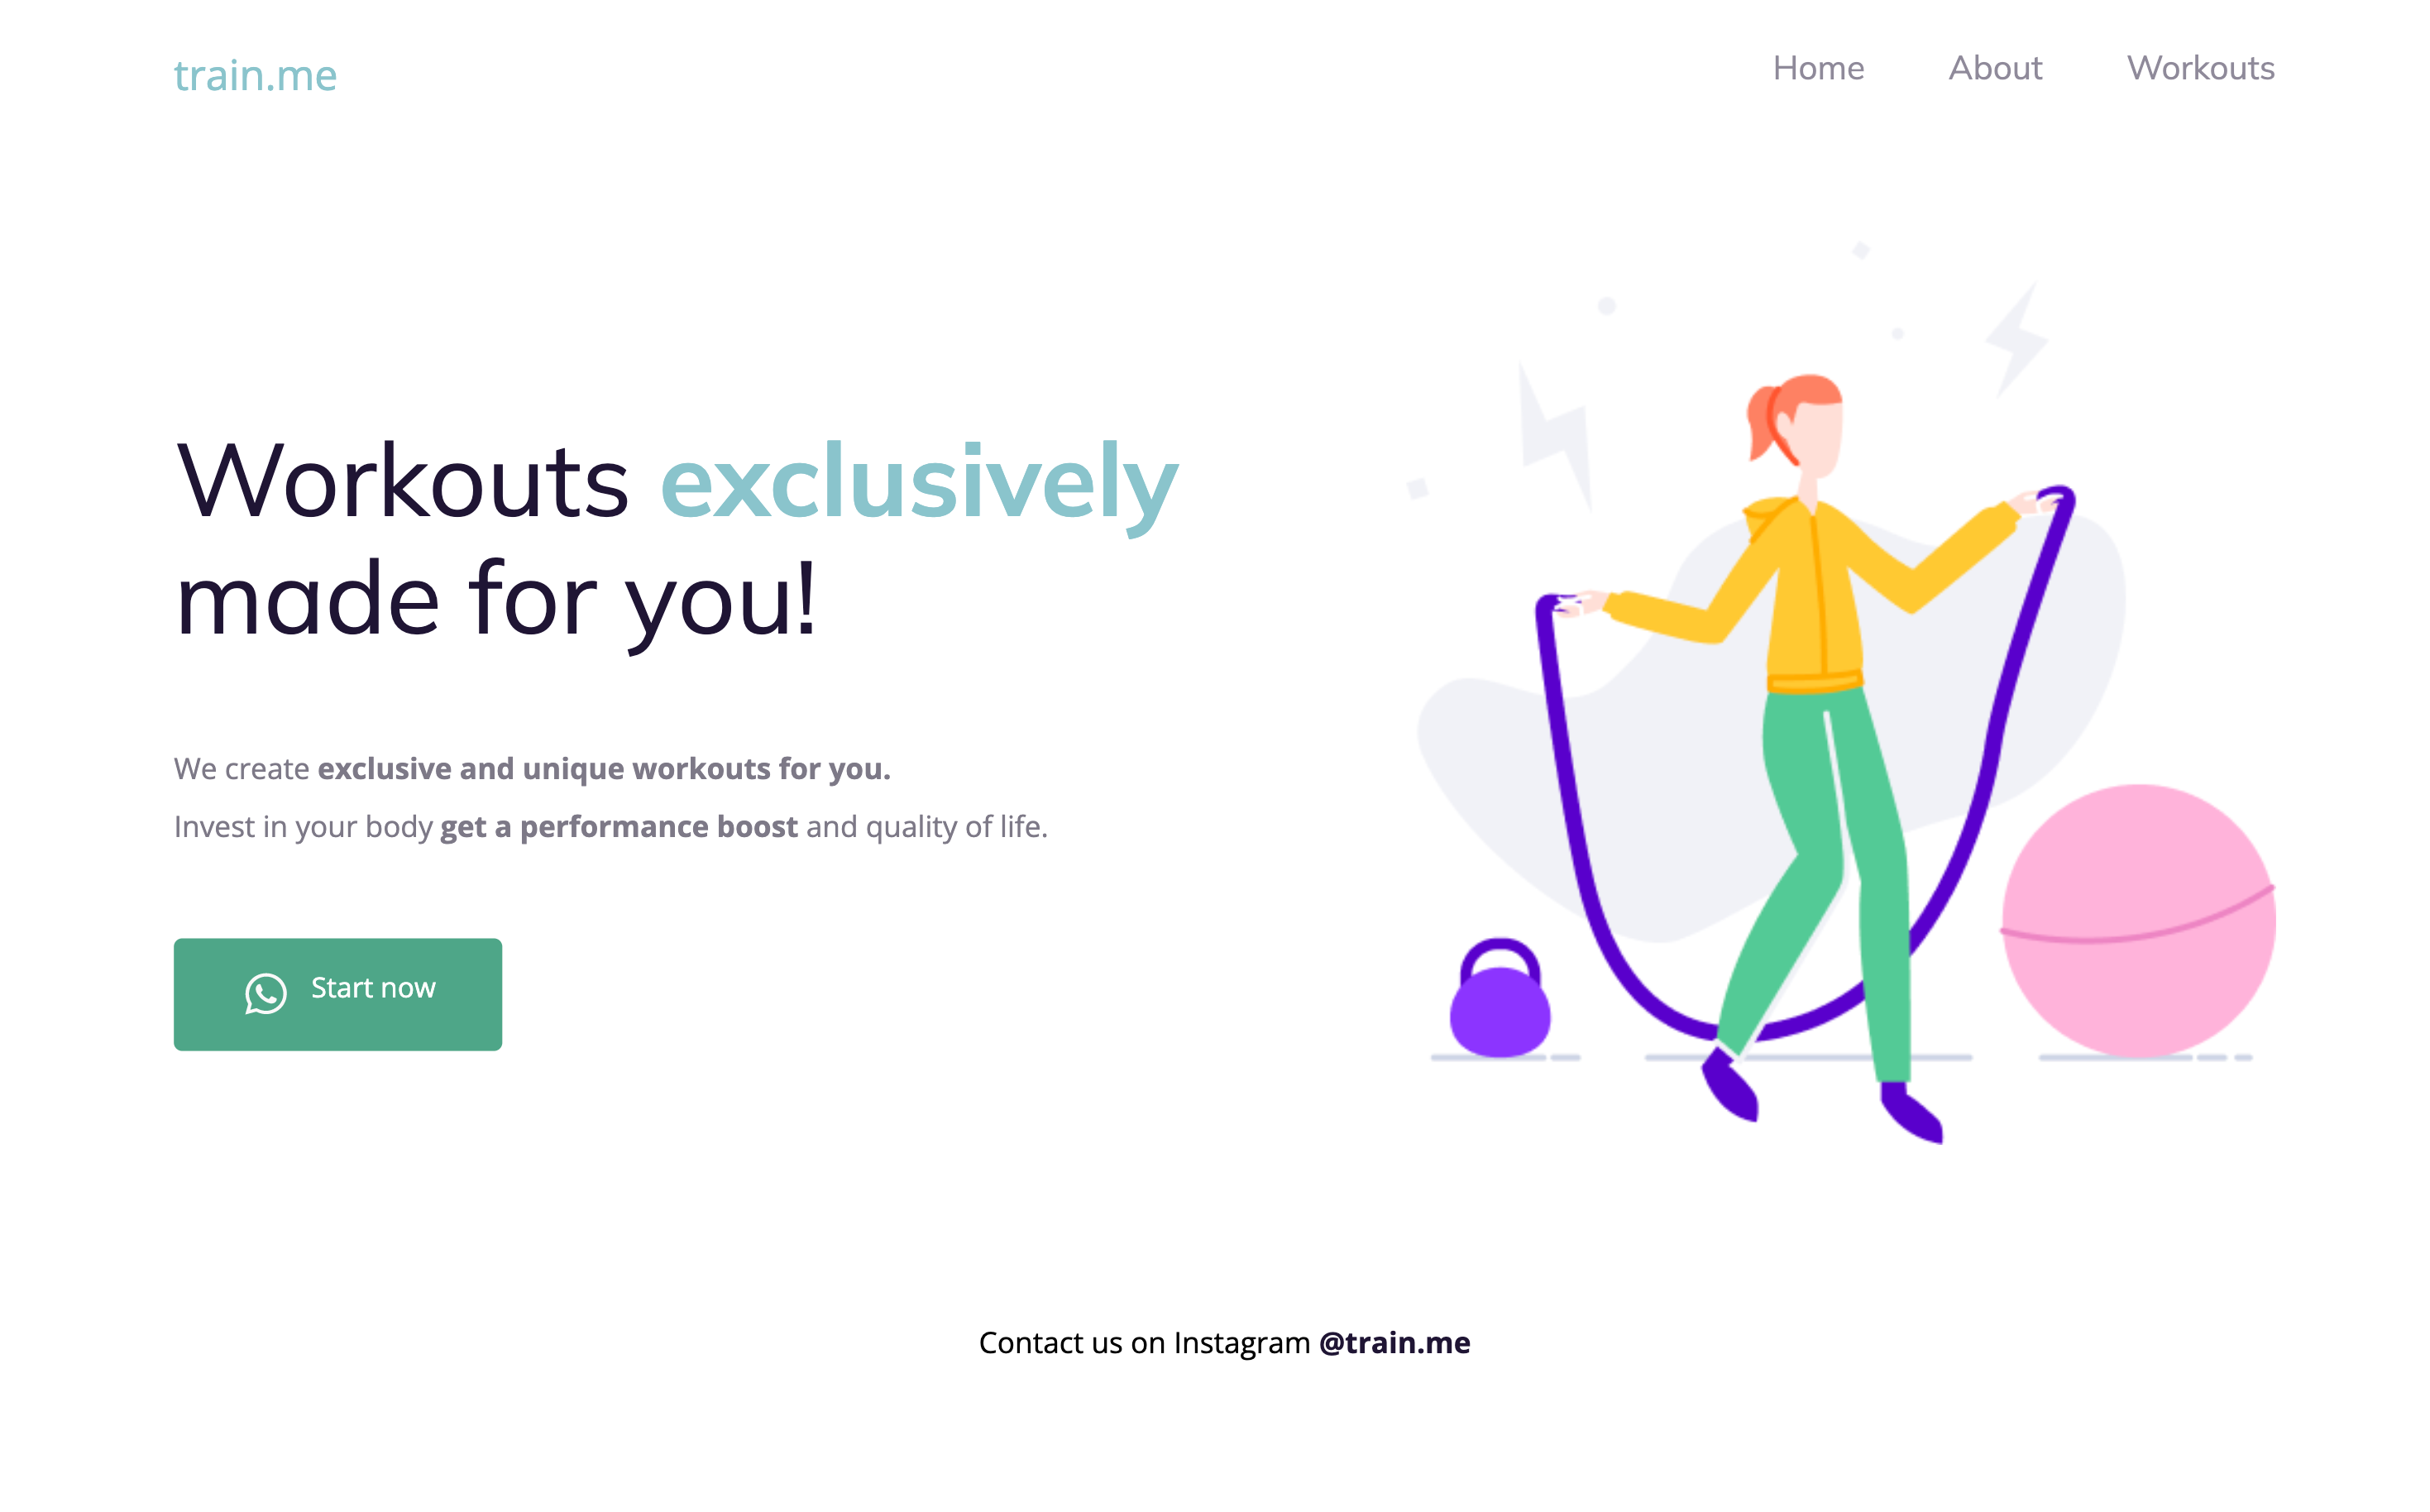 train.me
Home About Workouts
Workouts exclusively
made for you!
We create exclusive and unique workouts for you.
Invest in your body get a performance boost and quality of life.
Start now
Contact us on Instagram @train.me